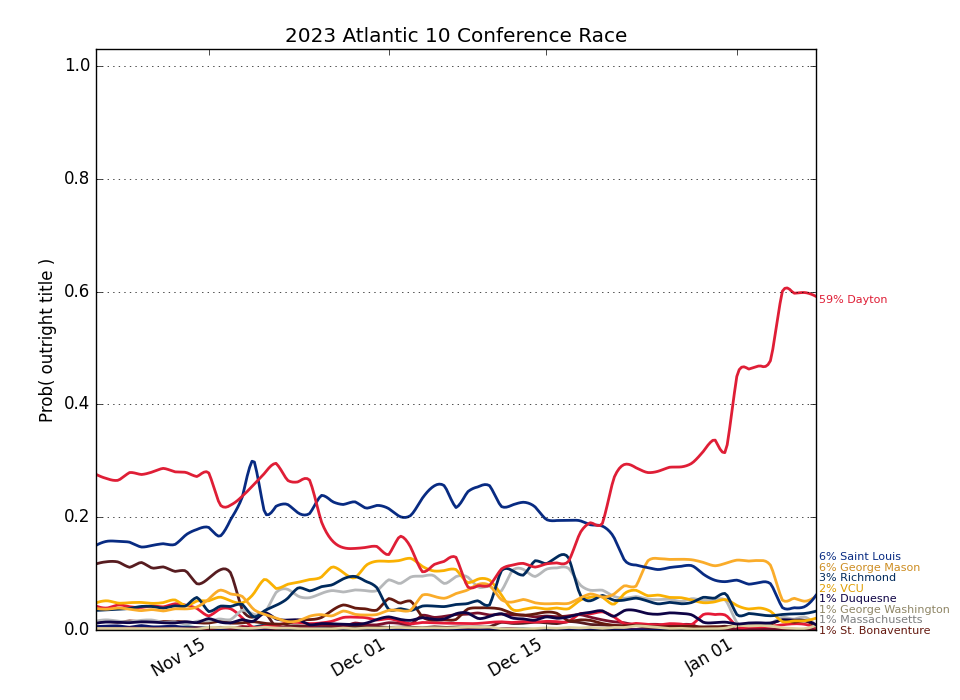 2023 Atlantic 10 Conference Race
1.0
0.8
0.6
0.4
0.2
0.0
Prob( outright title )
Nov 15
Dec 01
Dec 15
Jan 01
59% Dayton
6% Saint Louis
6% George Mason
3% Richmond
2% VCU
1% Duquesne
1% George Washington
1% Massachusetts
1% St. Bonaventure